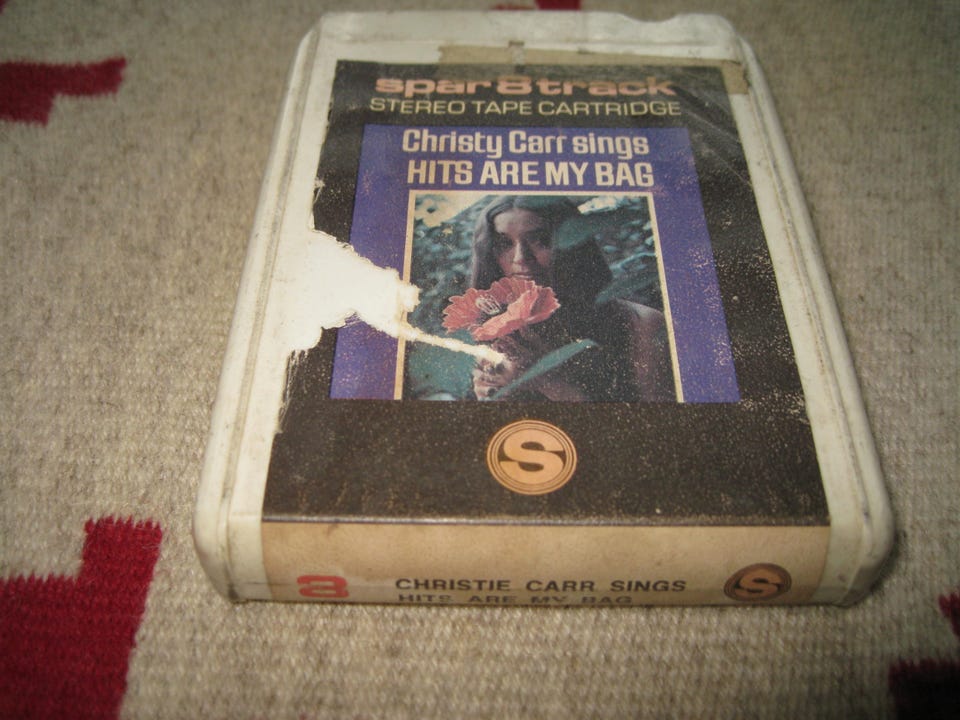 spar 8 track
STEREO TAPE CARTRIDGE
Christy Carr sings
HITS ARE MY BAG
S
8 CHRISTIE CARR SINGS S
HITS ARE MY BAG